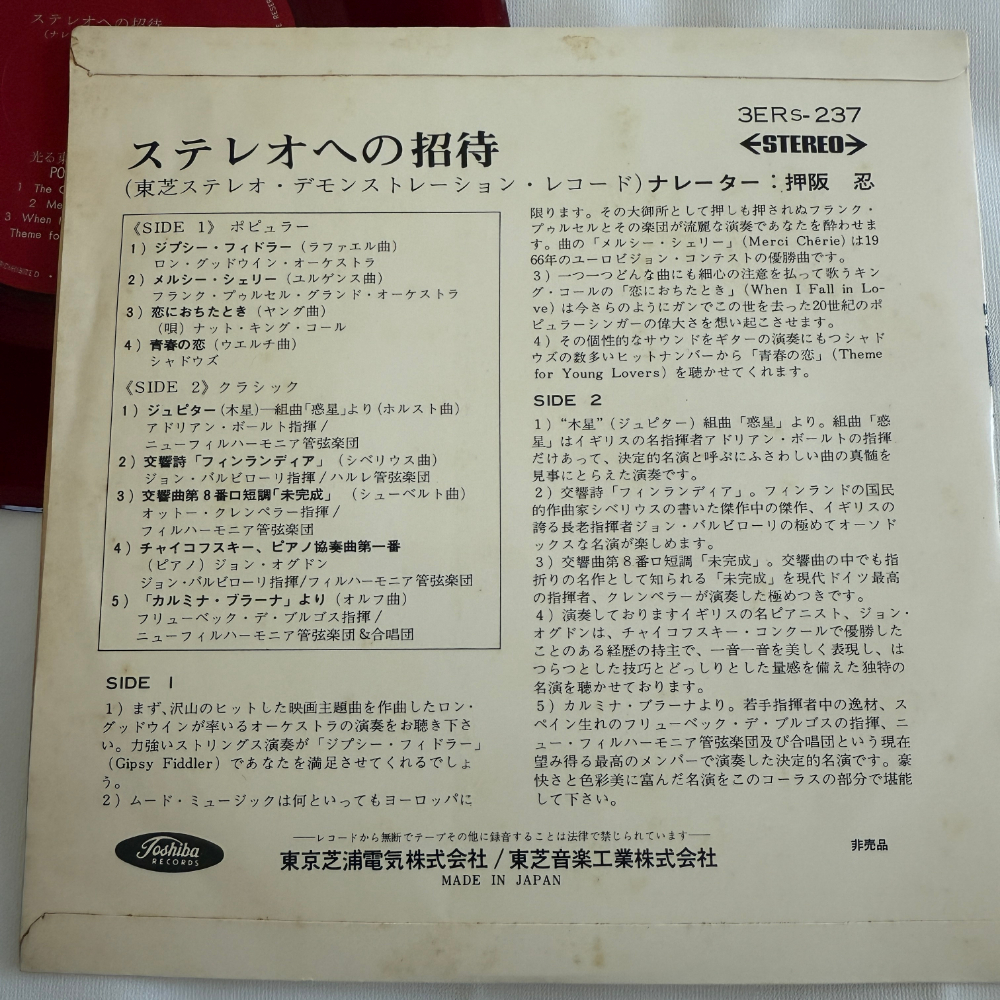 ステレオへの招待
(ナレ
光る東
PO
1 The G
2 Me
3 When
Theme fo
3ERs-237
STEREO
ステレオへの招待
(東芝ステレオ・デモンストレーション・レコード)ナレーター：押阪 忍
《SIDE 1》 ポピュラー
1）ジプシー・フィドラー（ラファエル曲）
ロン・グッドウイン・オーケストラ
2）メルシー・シェリー（ユルゲンス曲）
フランク・プゥルセル・グランド・オーケストラ
3）恋におちたとき（ヤング曲）
（唄）ナット・キング・コール
4）青春の恋（ウエルチ曲）
シャドウズ
《SIDE 2》クラシック
1）ジュピター(木星)―組曲「惑星」より(ホルスト曲)
アドリアン・ボールト指揮/
ニューフィルハーモニア管弦楽団
2）交響詩「フィンランディア」（シベリウス曲）
ジョン・バルビローリ指揮/ハルレ管弦楽団
3）交響曲第8番ロ短調「未完成」（シューベルト曲）
オットー・クレンペラー指揮/
フィルハーモニア管弦楽団
4）チャイコフスキー、ピアノ協奏曲第一番
（ピアノ）ジョン・オグドン
ジョン・バルビローリ指揮/フィルハーモニア管弦楽団
5）「カルミナ・ブラーナ」より（オルフ曲）
フリューベック・デ・ブルゴス指揮/
ニューフィルハーモニア管弦楽団&合唱団
SIDE 1
1）まず、沢山のヒットした映画主題曲を作曲したロン・
グッドウインが率いるオーケストラの演奏をお聴き下さ
い。力強いストリングス演奏が「ジプシー・フィドラー」
(Gipsy Fiddler) であなたを満足させてくれるでしょ
う。
2）ムード・ミュージックは何といってもヨーロッパに
限ります。その大御所として押しも押されぬフランク・
プゥルセルとその楽団が流麗な演奏であなたを酔わせま
す。曲の「メルシー・シェリー」(Merci Chérie) は19
66年のユーロビジョン・コンテストの優勝曲です。
3）一つ一つどんな曲にも細心の注意を払って歌うキン
グ・コールの「恋におちたとき」(When I Fall in Lo-
ve) は今さらのようにガンでこの世を去った20世紀のポ
ピュラーシンガーの偉大さを想い起こさせます。
4）その個性的なサウンドをギターの演奏にもつシャド
ウズの数多いヒットナンバーから「青春の恋」(Theme
for Young Lovers) を聴かせてくれます。
SIDE 2
1）“木星”（ジュピター）組曲「惑星」より。組曲「惑
星」はイギリスの名指揮者アドリアン・ボールトの指揮
だけあって、決定的名演と呼ぶにふさわしい曲の真髄を
見事にとらえた演奏です。
2）交響詩「フィンランディア」。フィンランドの国民
的作曲家シベリウスの書いた傑作中の傑作、イギリスの
誇る長老指揮者ジョン・バルビローリの極めてオーソド
ックスな名演が楽しめます。
3）交響曲第8番ロ短調「未完成」。交響曲の中でも指
折りの名作として知られる「未完成」を現代ドイツ最高
の指揮者、クレンペラーが演奏した極めつきです。
4）演奏しておりますイギリスの名ピアニスト、ジョン・
オグドンは、チャイコフスキー・コンクールで優勝した
ことのある経歴の持主で、一音一音を美しく表現し、は
つらつとした技巧とどっしりとした量感を備えた独特の
名演を聴かせております。
5）カルミナ・ブラーナより。若手指揮者中の逸材、ス
ペイン生れのフリューベック・デ・ブルゴスの指揮、ニ
ュー・フィルハーモニア管弦楽団及び合唱団という現在
望み得る最高のメンバーで演奏した決定的名演です。豪
快さと色彩美に富んだ名演をこのコーラスの部分で堪能
して下さい。
―レコードから無断でテープその他に録音することは法律で禁じられています―
Toshiba
RECORDS
東京芝浦電気株式会社/東芝音楽工業株式会社
非売品
MADE IN JAPAN